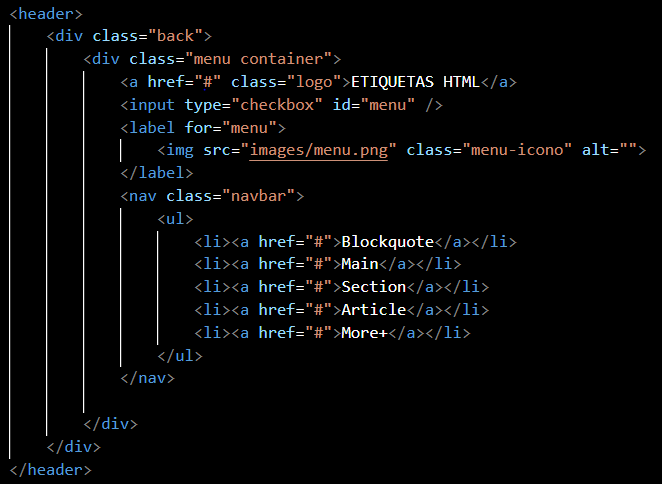 <header>
<div class="back">
<div class="menu container">
<a href="#" class="logo">ETIQUETAS HTML</a>
<input type="checkbox" id="menu" />
<label for="menu">
<img src="images/menu.png" class="menu-icono" alt="">
</label>
<nav class="navbar">
<ul>
<li><a href="#">Blockquote</a></li>
<li><a href="#">Main</a></li>
<li><a href="#">Section</a></li>
<li><a href="#">Article</a></li>
<li><a href="#">More+</a></li>
</ul>
</nav>
</div>
</div>
</header>